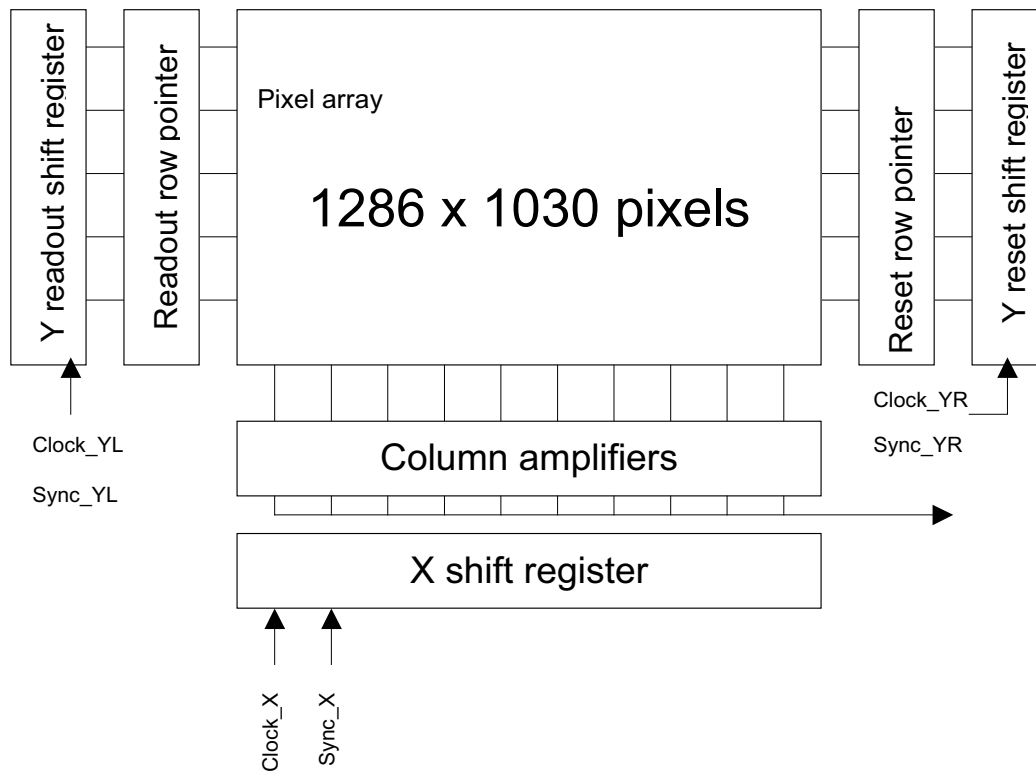 Y readout shift register
Readout row pointer
Pixel array
1286 x 1030 pixels
Reset row pointer
Y reset shift register
Clock_YL
Sync_YL
Clock_YR
Sync_YR
Column amplifiers
X shift register
Clock_X
Sync_X